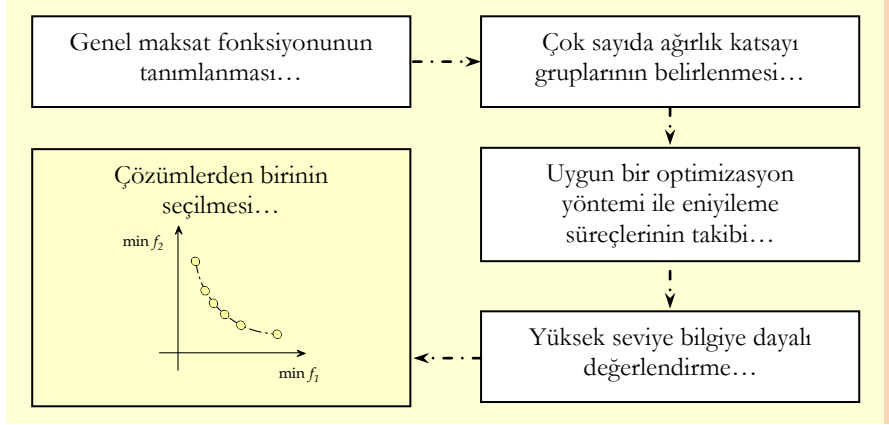 Genel maksat fonksiyonunun
tanımlanması…
Çok sayıda ağırlık katsayı
gruplarının belirlenmesi…
Uygun bir optimizasyon
yöntemi ile eniyileme
süreçlerinin takibi…
Yüksek seviye bilgiye dayalı
değerlendirme…
Çözümlerden birinin
seçilmesi…
min f2
min f1